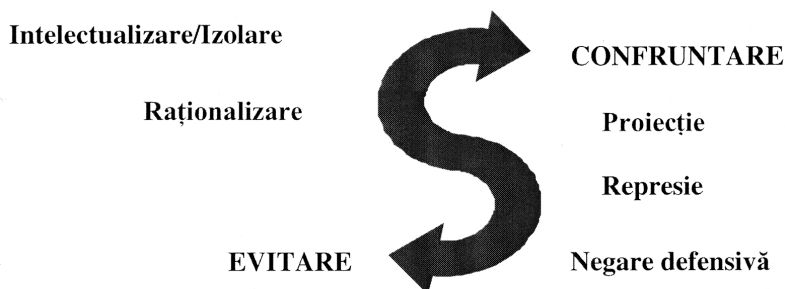 Intelectualizare/Izolare
CONFRUNTARE
Raționalizare
Proiecție
Represie
EVITARE
Negare defensivă